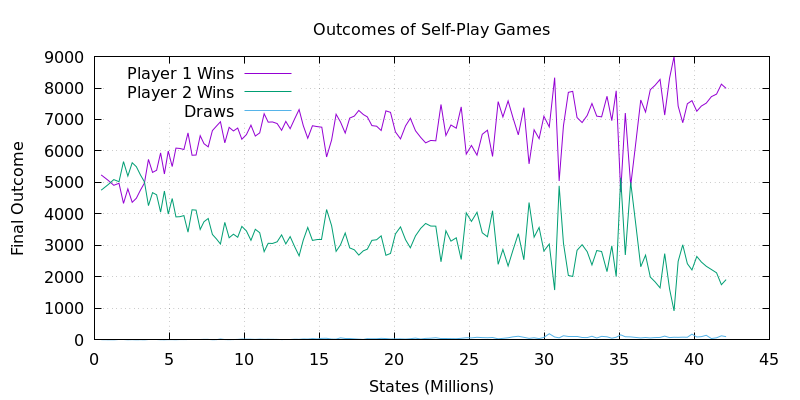 Outcomes of Self-Play Games
Final Outcome
9000
8000
7000
6000
5000
4000
3000
2000
1000
0
Player 1 Wins
Player 2 Wins
Draws
0 5 10 15 20 25 30 35 40 45
States (Millions)